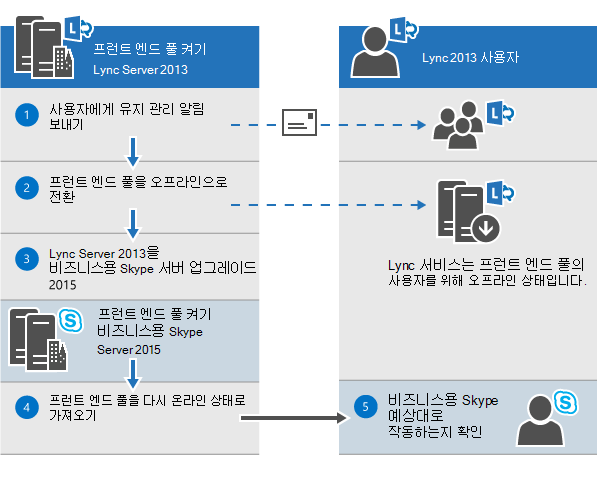 프런트 엔드 풀 켜기
Lync Server 2013
1
사용자에게 유지 관리 알림
보내기
2
프런트 엔드 풀을 오프라인으로
전환
3
Lync Server 2013을
비즈니스용 Skype 서버 업그레이드
2015
프런트 엔드 풀 켜기
비즈니스용 Skype
Server 2015
4
프런트 엔드 풀을 다시 온라인 상태로
가져오기
Lync 2013 사용자
Lync 서비스는 프런트 엔드 풀의
사용자를 위해 오프라인 상태입니다.
5
비즈니스용 Skype
예상대로
작동하는지 확인